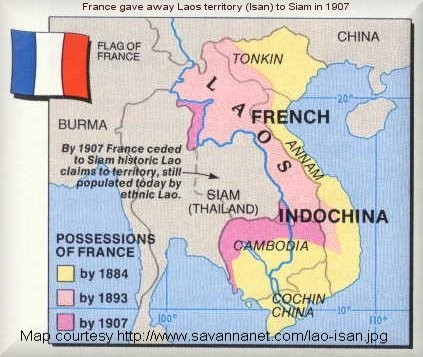 France gave away Laos territory (Isan) to Siam in 1907
FLAG OF
FRANCE
CHINA
TONKIN
LAOS
20°
BURMA
FRENCH
By 1907 France ceded
to Siam historic Lao
claims to territory, still
populated today by
ethnic Lao.
ANNAM
SIAM
(THAILAND)
INDOCHINA
CAMBODIA
POSSESSIONS
OF FRANCE
by 1884
by 1893
by 1907
COCHIN
CHINA
100°
10°
Map courtesy http://www.savannanet.com/lao-isan.jpg